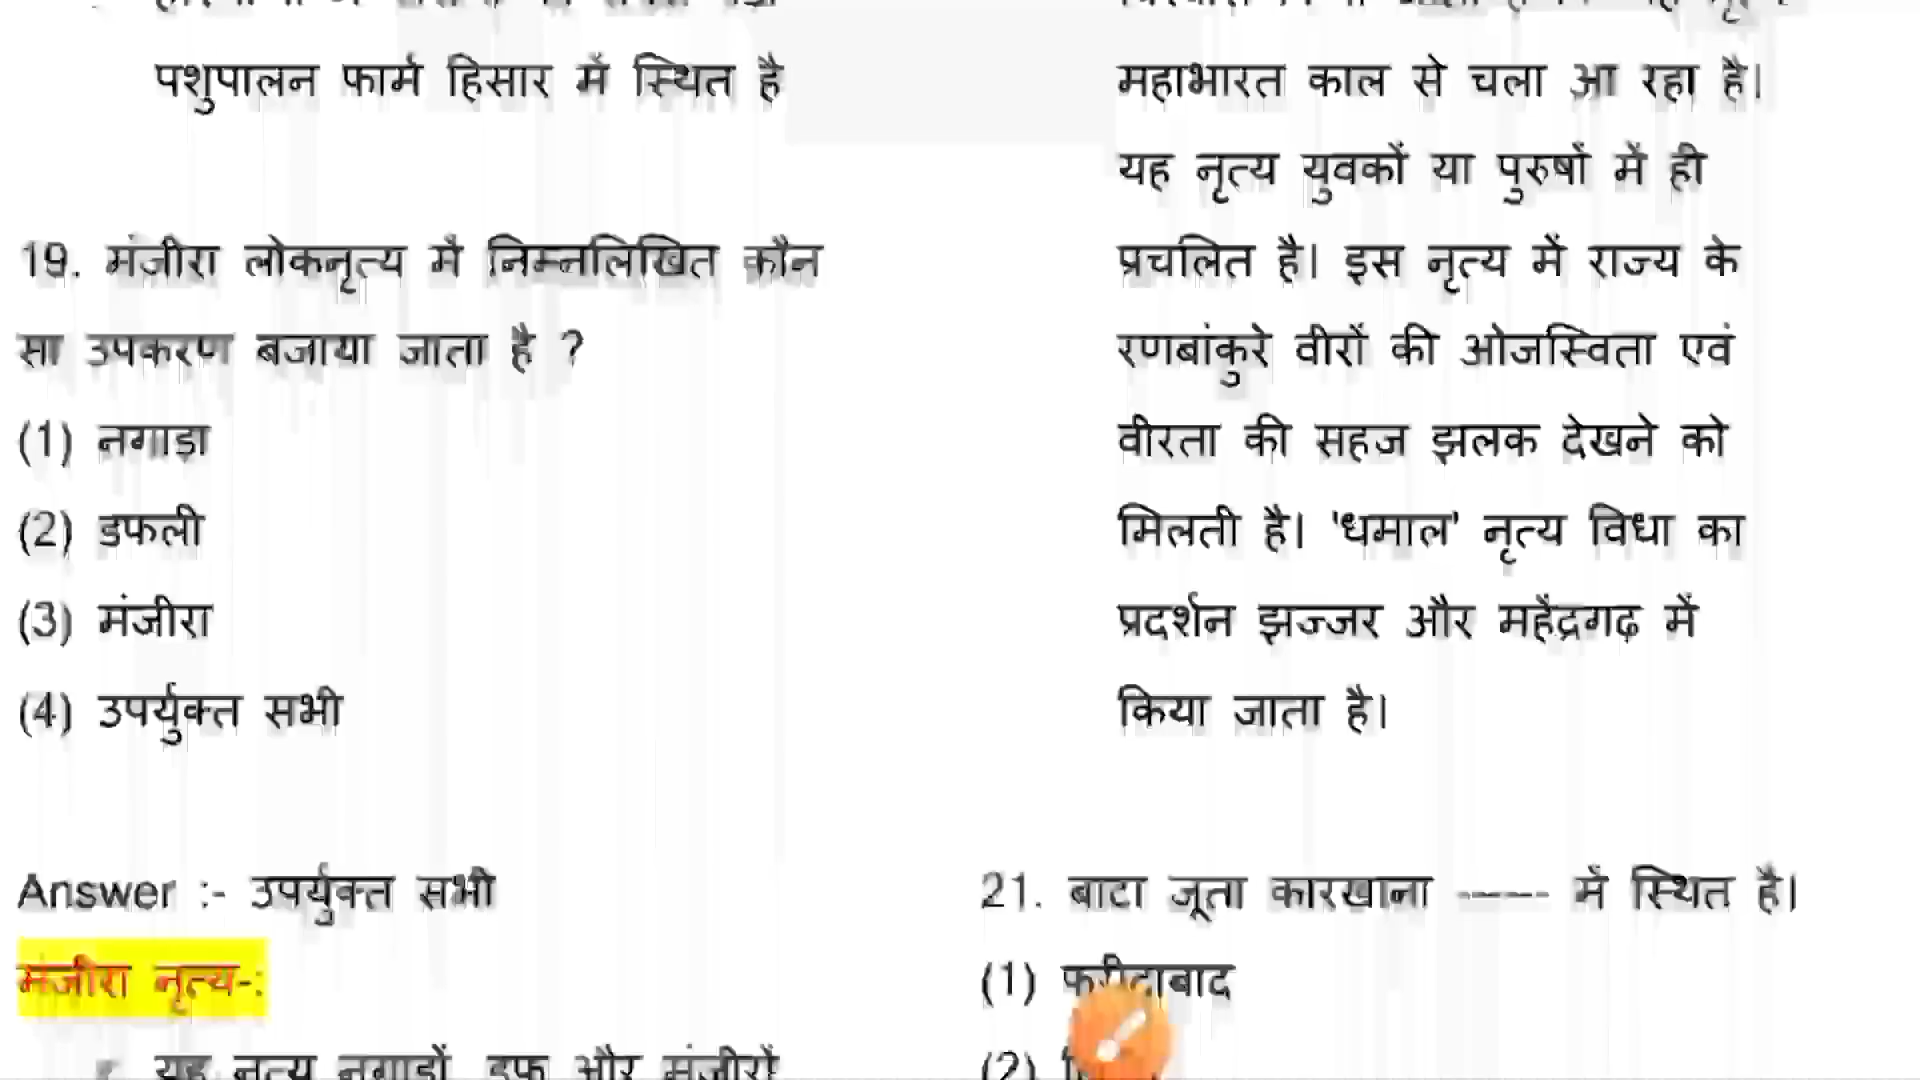 पशुपालन फार्म हिसार में स्थित है
19. मंजीरा लोकनृत्य में निम्नलिखित कौन
सा उपकरण बजाया जाता है ?
(1) नगाड़ा
(2) डफली
(3) मंजीरा
(4) उपर्युक्त सभी
Answer :- उपर्युक्त सभी
मंजीरा नृत्य-:
यह नृत्य नगाड़ों डफ और मंजीरों
महाभारत काल से चला आ रहा है।
यह नृत्य युवकों या पुरुषों में ही
प्रचलित है। इस नृत्य में राज्य के
रणबांकुरे वीरों की ओजस्विता एवं
वीरता की सहज झलक देखने को
मिलती है। 'धमाल' नृत्य विधा का
प्रदर्शन झज्जर और महेंद्रगढ़ में
किया जाता है।
21. बाटा जूता कारखाना ----- में स्थित है।
(1) फरीदाबाद
(2)